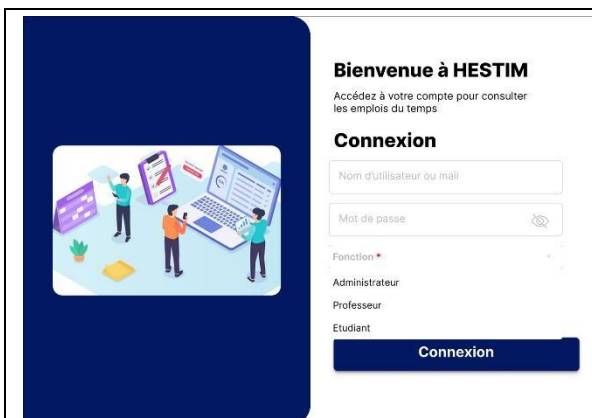 Bienvenue à HESTIM
Accédez à votre compte pour consulter
les emplois du temps
Connexion
Nom d'utilisateur ou mail
Mot de passe
Fonction *
Administrateur
Professeur
Etudiant
Connexion